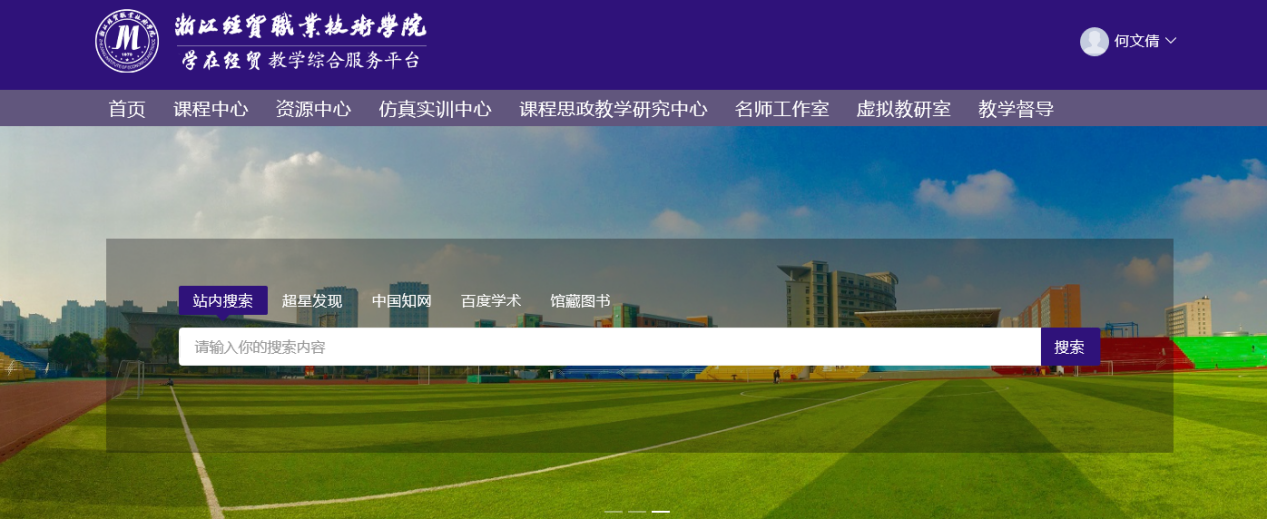 浙江经贸职业技术学院
学在经贸 教学综合服务平台
何文倩
首页 课程中心 资源中心 仿真实训中心 课程思政教学研究中心 名师工作室 虚拟教研室 教学督导
站内搜索 超星发现 中国知网 百度学术 馆藏图书
请输入你的搜索内容 搜索